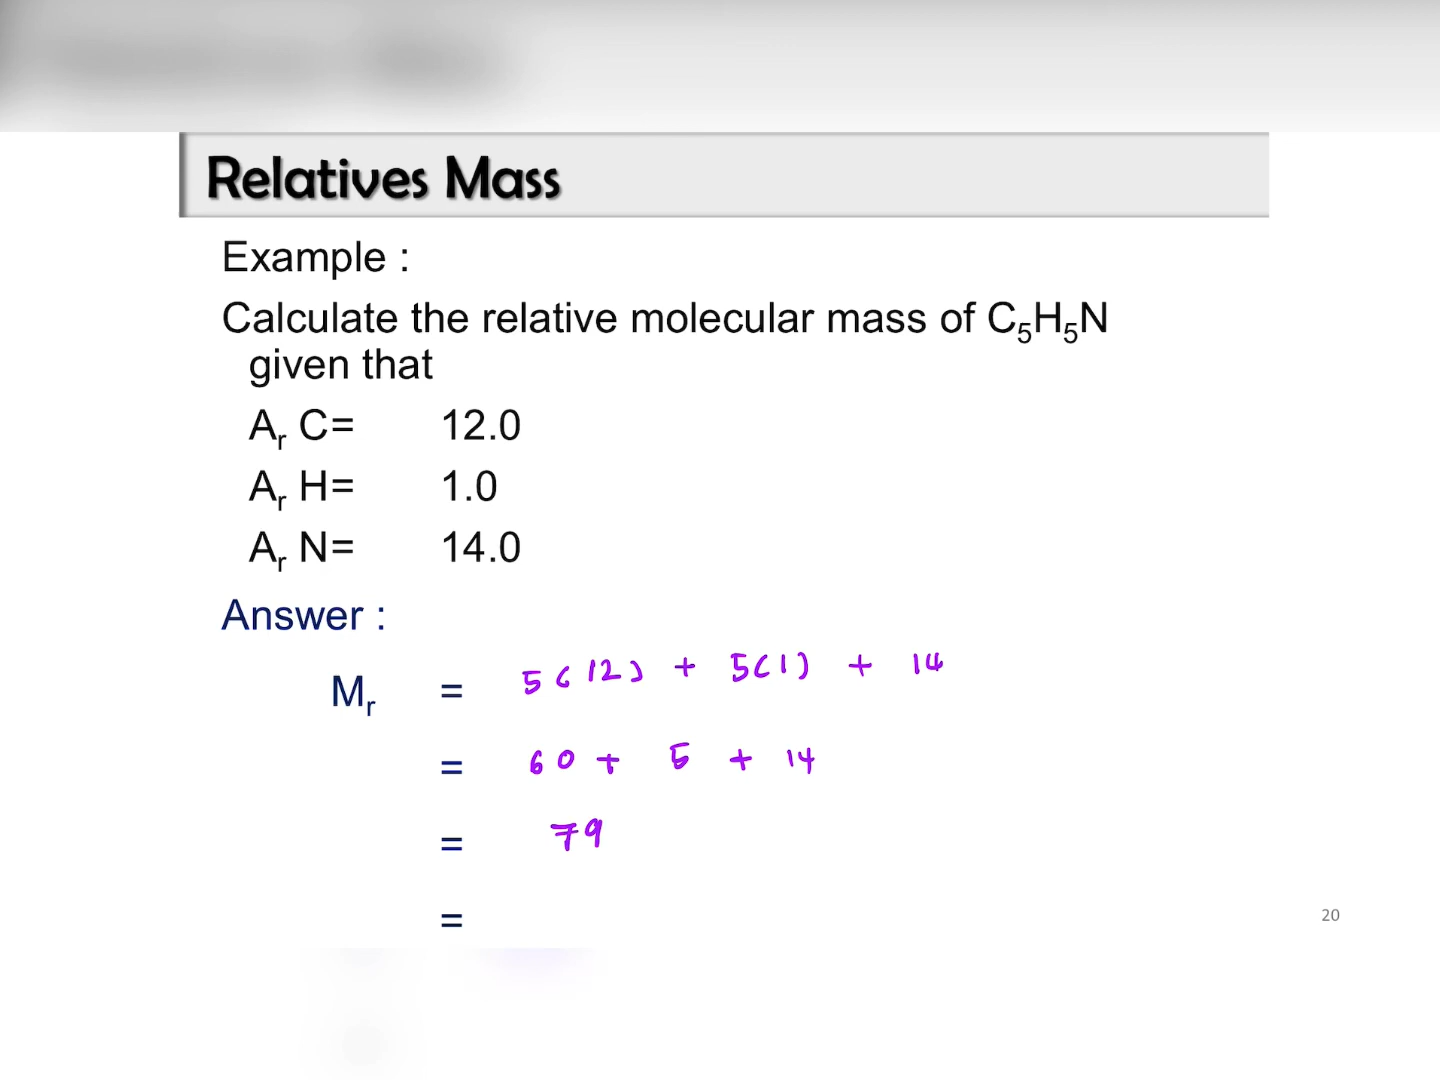 Relatives Mass
Example :
Calculate the relative molecular mass of C₅H₅N
given that
Aᵣ C= 12.0
Aᵣ H= 1.0
Aᵣ N= 14.0
Answer :
Mᵣ = 5(12) + 5(1) + 14
= 60 + 5 + 14
= 79
=
20